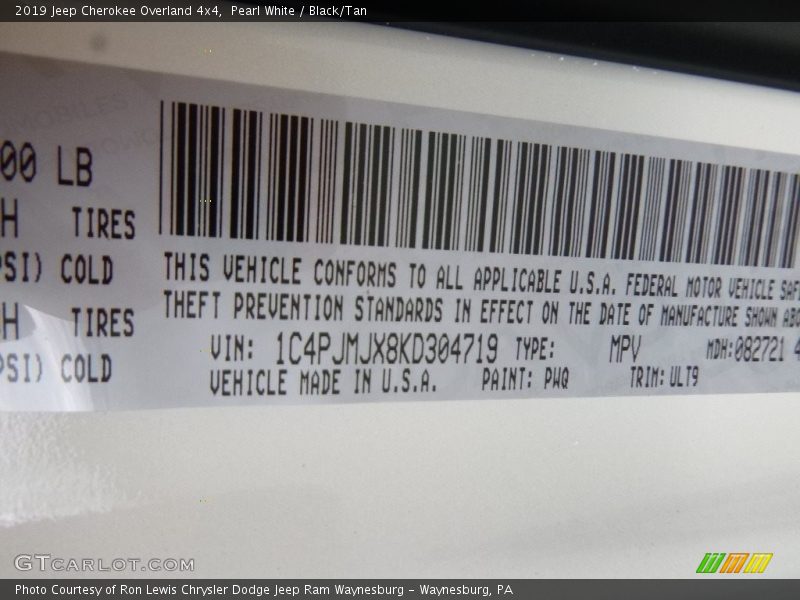 2019 Jeep Cherokee Overland 4x4, Pearl White / Black/Tan
00 LB
H TIRES
PSI) COLD
H TIRES
PSI) COLD
THIS VEHICLE CONFORMS TO ALL APPLICABLE U.S.A. FEDERAL MOTOR VEHICLE SAF
THEFT PREVENTION STANDARDS IN EFFECT ON THE DATE OF MANUFACTURE SHOWN ABO
VIN: 1C4PJMJX8KD304719 TYPE: MPV MDH:082721 4
VEHICLE MADE IN U.S.A. PAINT: PWQ TRIM: ULT9
GTCARLOT.COM
Photo Courtesy of Ron Lewis Chrysler Dodge Jeep Ram Waynesburg - Waynesburg, PA